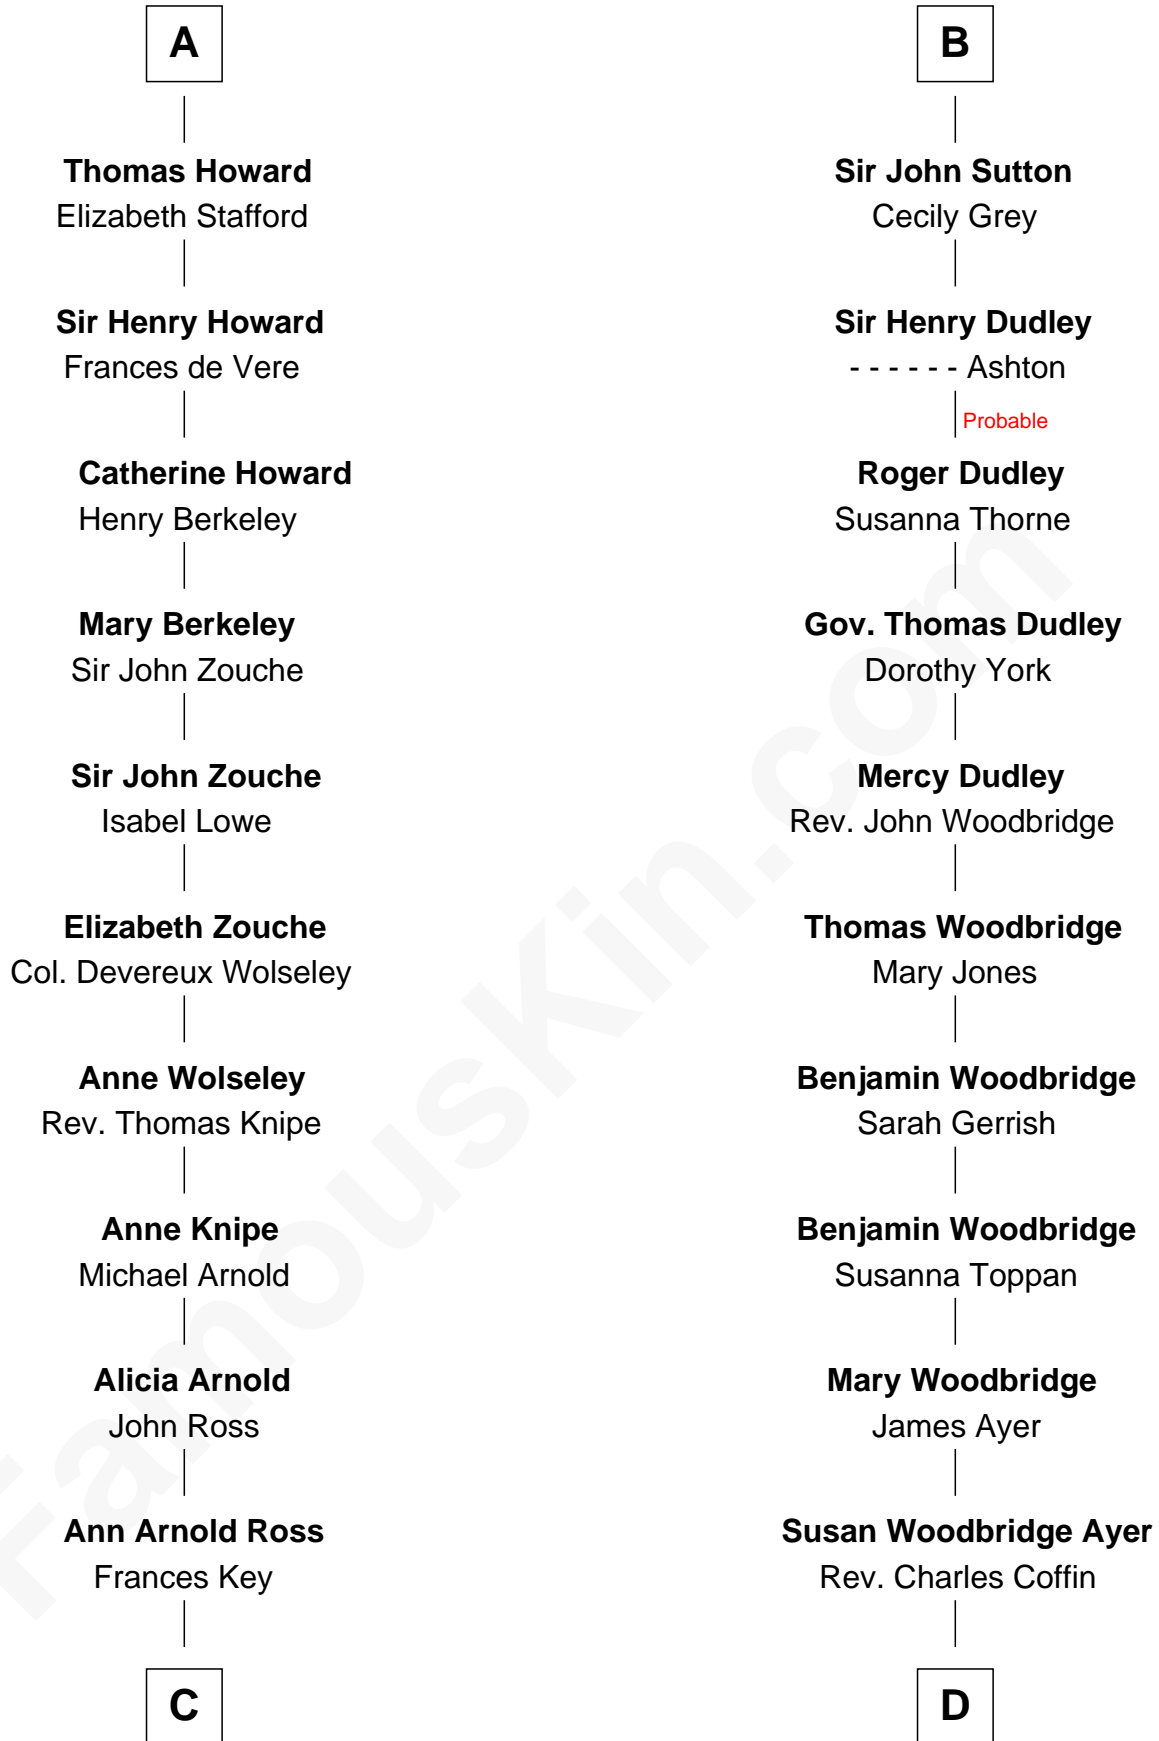 A
Thomas Howard
Elizabeth Stafford
Sir Henry Howard
Frances de Vere
Catherine Howard
Henry Berkeley
Mary Berkeley
Sir John Zouche
Sir John Zouche
Isabel Lowe
Elizabeth Zouche
Col. Devereux Wolseley
Anne Wolseley
Rev. Thomas Knipe
Anne Knipe
Michael Arnold
Alicia Arnold
John Ross
Ann Arnold Ross
Frances Key
C
B
Sir John Sutton
Cecily Grey
Sir Henry Dudley
- - - - - - Ashton
Probable
Roger Dudley
Susanna Thorne
Gov. Thomas Dudley
Dorothy York
Mercy Dudley
Rev. John Woodbridge
Thomas Woodbridge
Mary Jones
Benjamin Woodbridge
Sarah Gerrish
Benjamin Woodbridge
Susanna Toppan
Mary Woodbridge
James Ayer
Susan Woodbridge Ayer
Rev. Charles Coffin
D
FamousKin.com